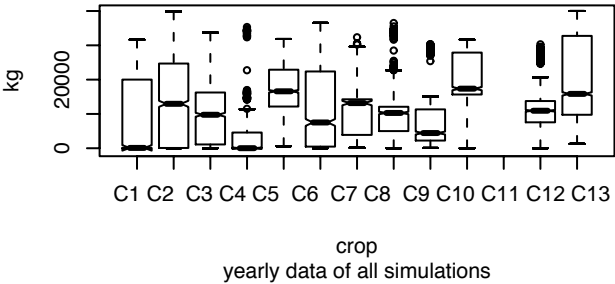 kg
20000
0
C1 C2 C3 C4 C5 C6 C7 C8 C9 C10 C11 C12 C13
crop
yearly data of all simulations